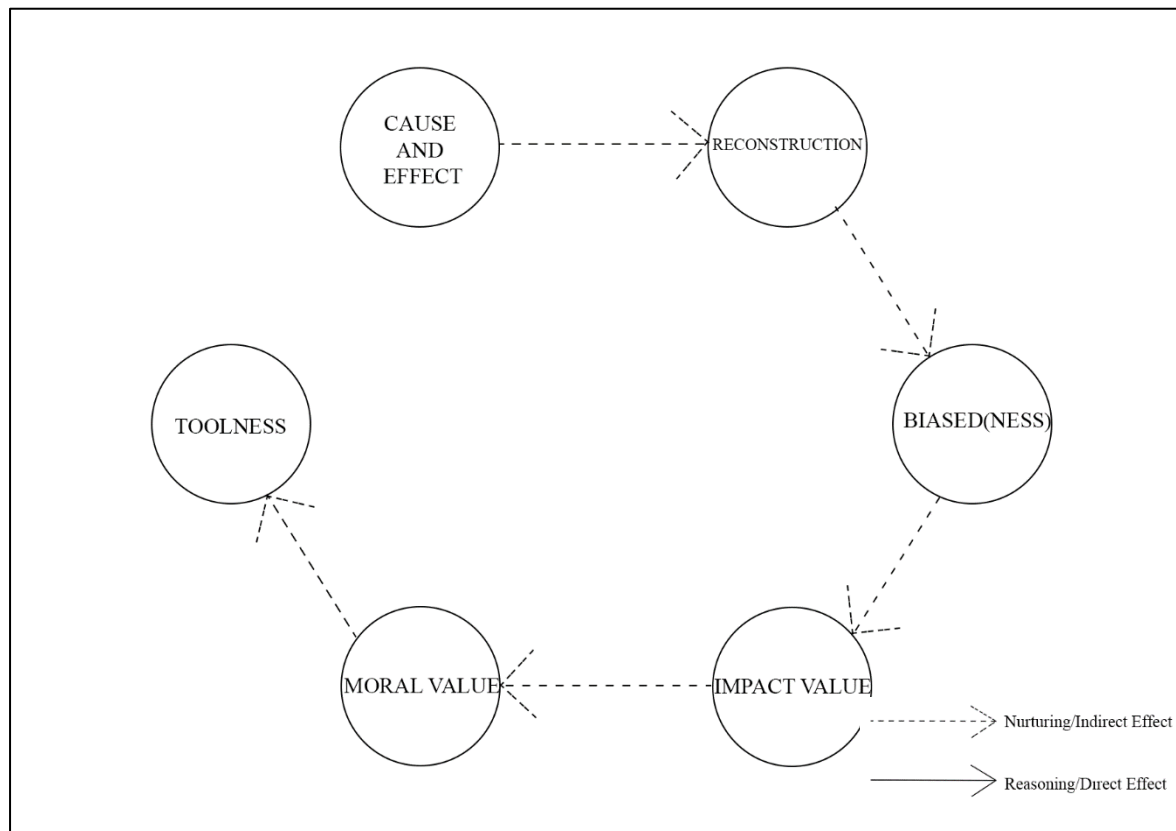 CAUSE
AND
EFFECT
RECONSTRUCTION
BIASED(NESS)
TOOLNESS
MORAL VALUE
IMPACT VALUE
Nurturing/Indirect Effect
Reasoning/Direct Effect